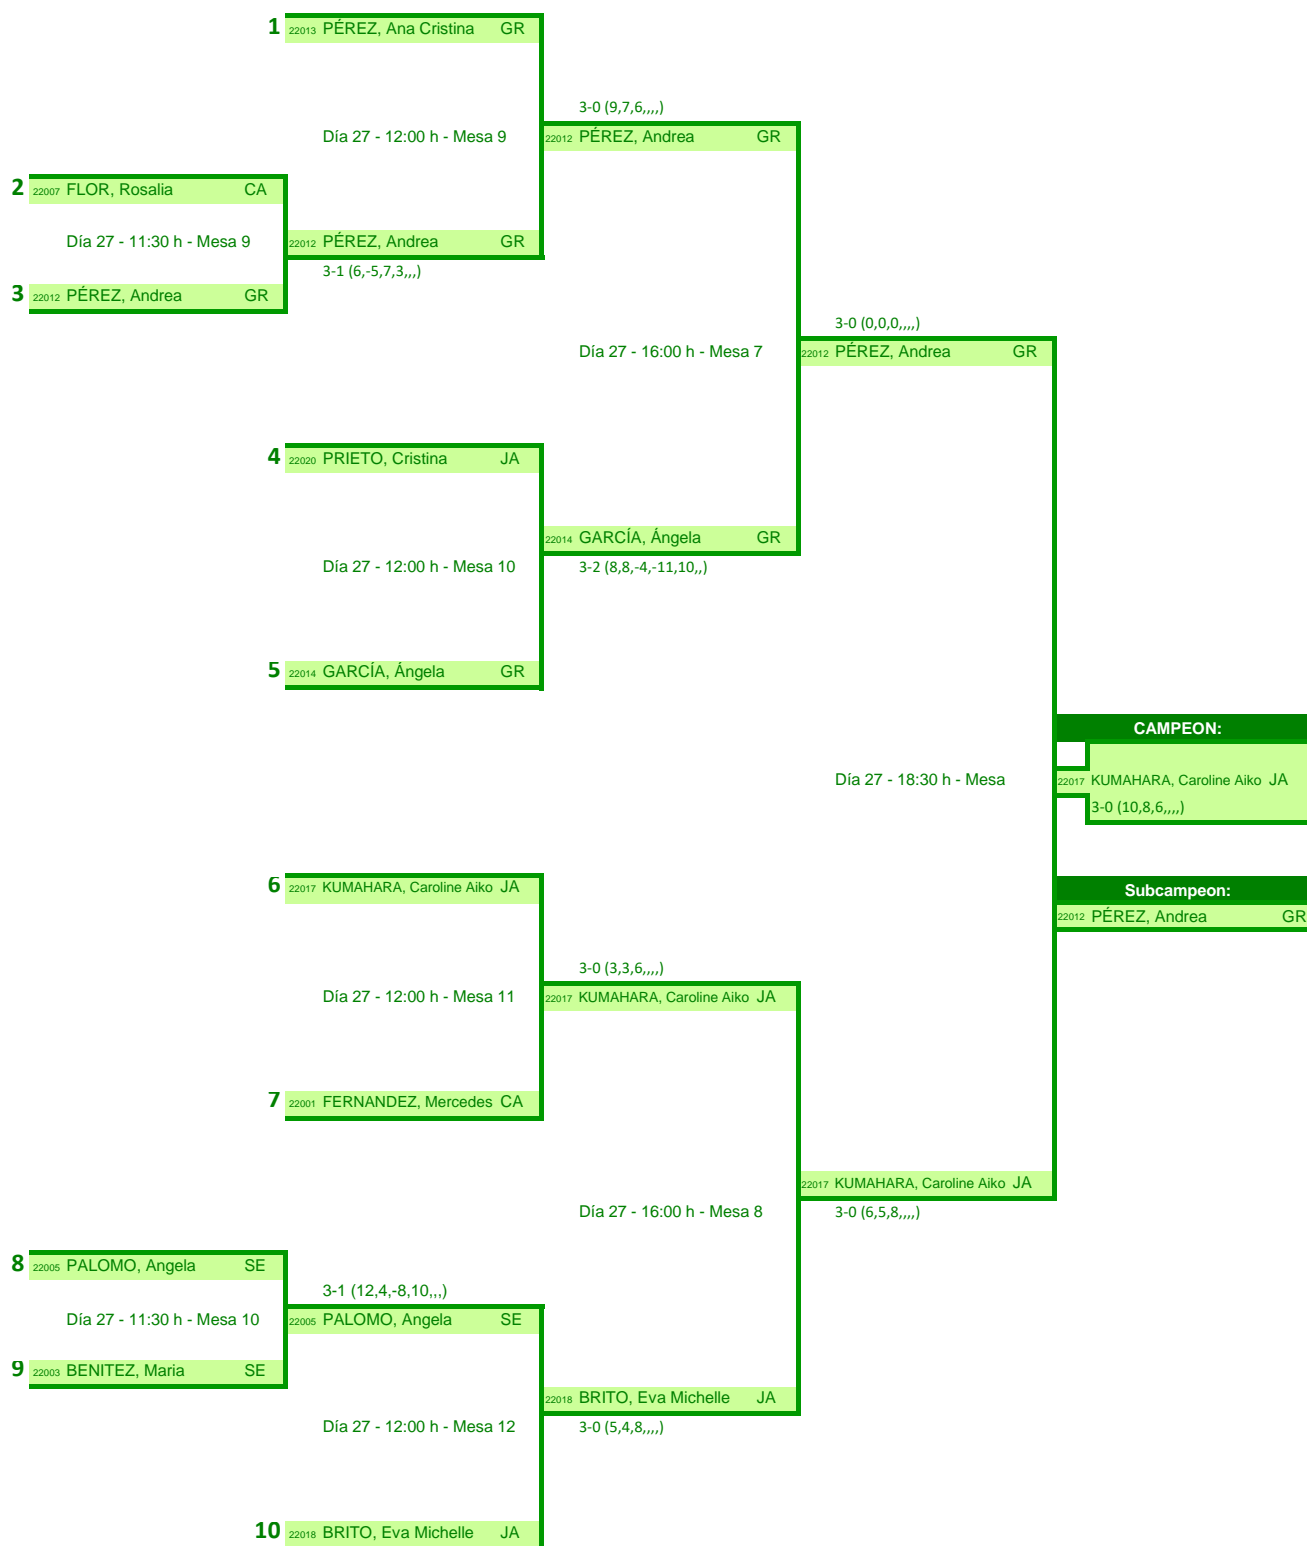 1 22013 PÉREZ, Ana Cristina GR
3-0 (9,7,6,,,,)
Día 27 - 12:00 h - Mesa 9
22012 PÉREZ, Andrea GR
2 22007 FLOR, Rosalia CA
Día 27 - 11:30 h - Mesa 9
22012 PÉREZ, Andrea GR
3-1 (6,-5,7,3,,,)
3 22012 PÉREZ, Andrea GR
3-0 (0,0,0,,,,)
Día 27 - 16:00 h - Mesa 7
22012 PÉREZ, Andrea GR
4 22020 PRIETO, Cristina JA
22014 GARCÍA, Ángela GR
Día 27 - 12:00 h - Mesa 10
3-2 (8,8,-4,-11,10,,)
5 22014 GARCÍA, Ángela GR
CAMPEON:
Día 27 - 18:30 h - Mesa
22017 KUMAHARA, Caroline Aiko JA
3-0 (10,8,6,,,,)
6 22017 KUMAHARA, Caroline Aiko JA
Subcampeon:
22012 PÉREZ, Andrea GR
3-0 (3,3,6,,,,)
Día 27 - 12:00 h - Mesa 11
22017 KUMAHARA, Caroline Aiko JA
7 22001 FERNANDEZ, Mercedes CA
22017 KUMAHARA, Caroline Aiko JA
Día 27 - 16:00 h - Mesa 8
3-0 (6,5,8,,,,)
8 22005 PALOMO, Angela SE
3-1 (12,4,-8,10,,,)
Día 27 - 11:30 h - Mesa 10
22005 PALOMO, Angela SE
9 22003 BENITEZ, Maria SE
22018 BRITO, Eva Michelle JA
Día 27 - 12:00 h - Mesa 12
3-0 (5,4,8,,,,)
10 22018 BRITO, Eva Michelle JA